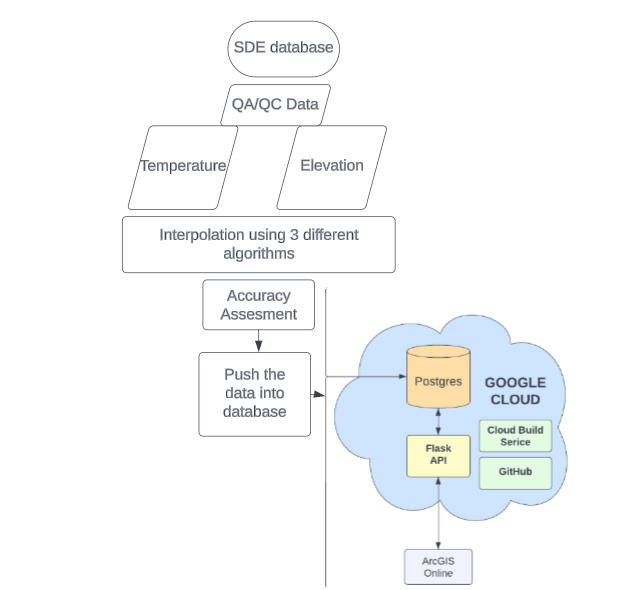 SDE database
QA/QC Data
Temperature
Elevation
Interpolation using 3 different
algorithms
Accuracy
Assesment
Push the
data into
database
Postgres
GOOGLE
CLOUD
Cloud Build
Serice
Flask
API
GitHub
ArcGIS
Online